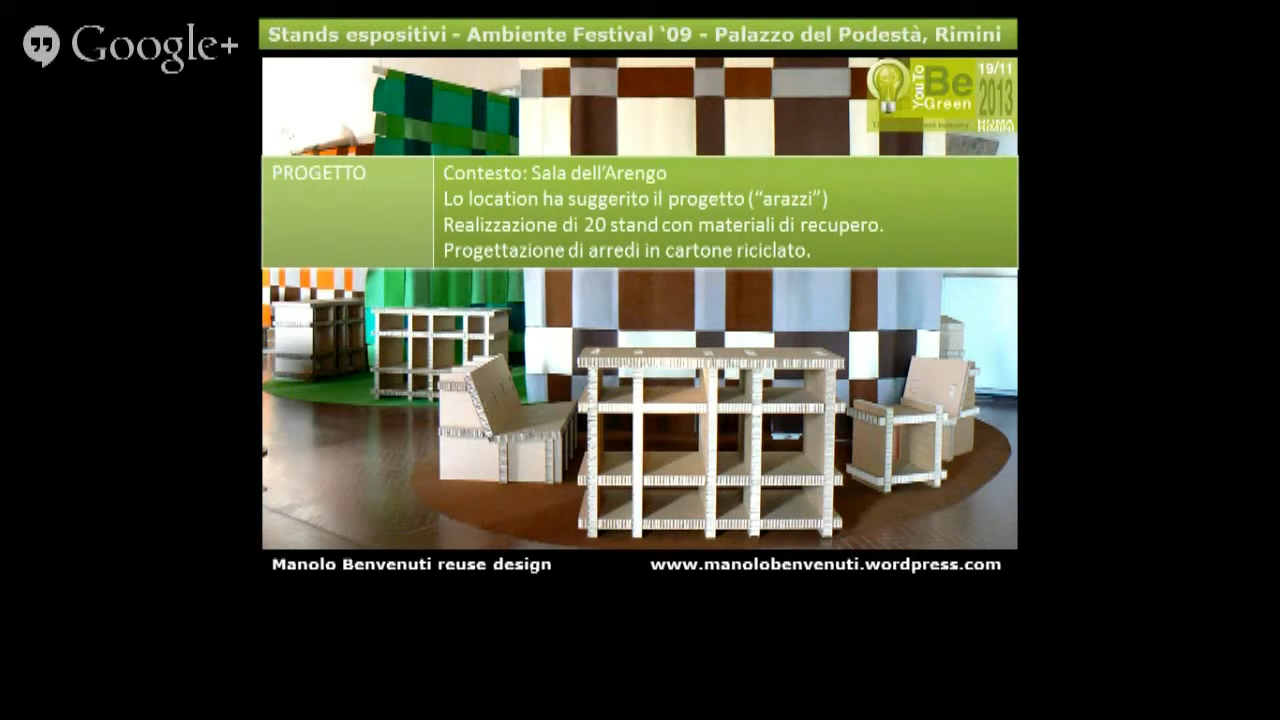 Google+
Stands espositivi - Ambiente Festival '09 - Palazzo del Podestà, Rimini
YouTo
Be
Green
19/11
2013
ROMA
RIMINI
PROGETTO
Contesto: Sala dell'Arengo
Lo location ha suggerito il progetto ("arazzi")
Realizzazione di 20 stand con materiali di recupero.
Progettazione di arredi in cartone riciclato.
Manolo Benvenuti reuse design
www.manolobenvenuti.wordpress.com